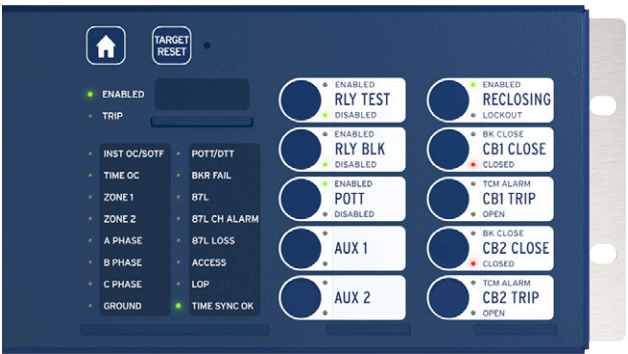 TARGET
RESET
ENABLED
TRIP
INST OC/SOTF
TIME OC
ZONE 1
ZONE 2
A PHASE
B PHASE
C PHASE
GROUND
POTT/DTT
BKR FAIL
87L
87L CH ALARM
87L LOSS
ACCESS
LOP
TIME SYNC OK
ENABLED
RLY TEST
DISABLED
ENABLED
RLY BLK
DISABLED
ENABLED
POTT
DISABLED
AUX 1
AUX 2
ENABLED
RECLOSING
LOCKOUT
BK CLOSE
CB1 CLOSE
CLOSED
TCM ALARM
CB1 TRIP
OPEN
BK CLOSE
CB2 CLOSE
CLOSED
TCM ALARM
CB2 TRIP
OPEN